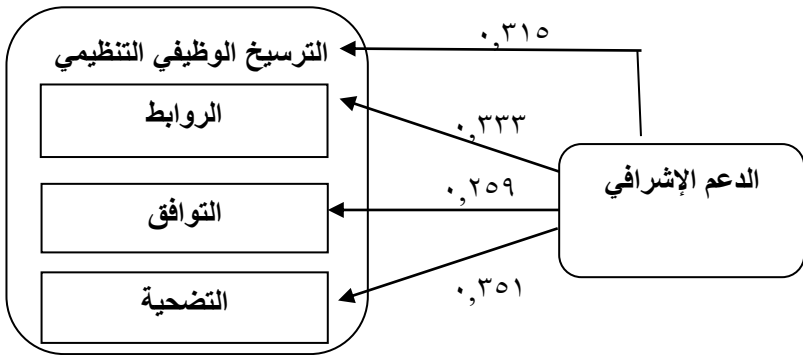 الترسيخ الوظيفي التنظيمي
٠,٣١٥
الروابط
٠,٣٣٣
الدعم الإشرافي
التوافق
٠,٢٥٩
التضحية
٠,٣٥١